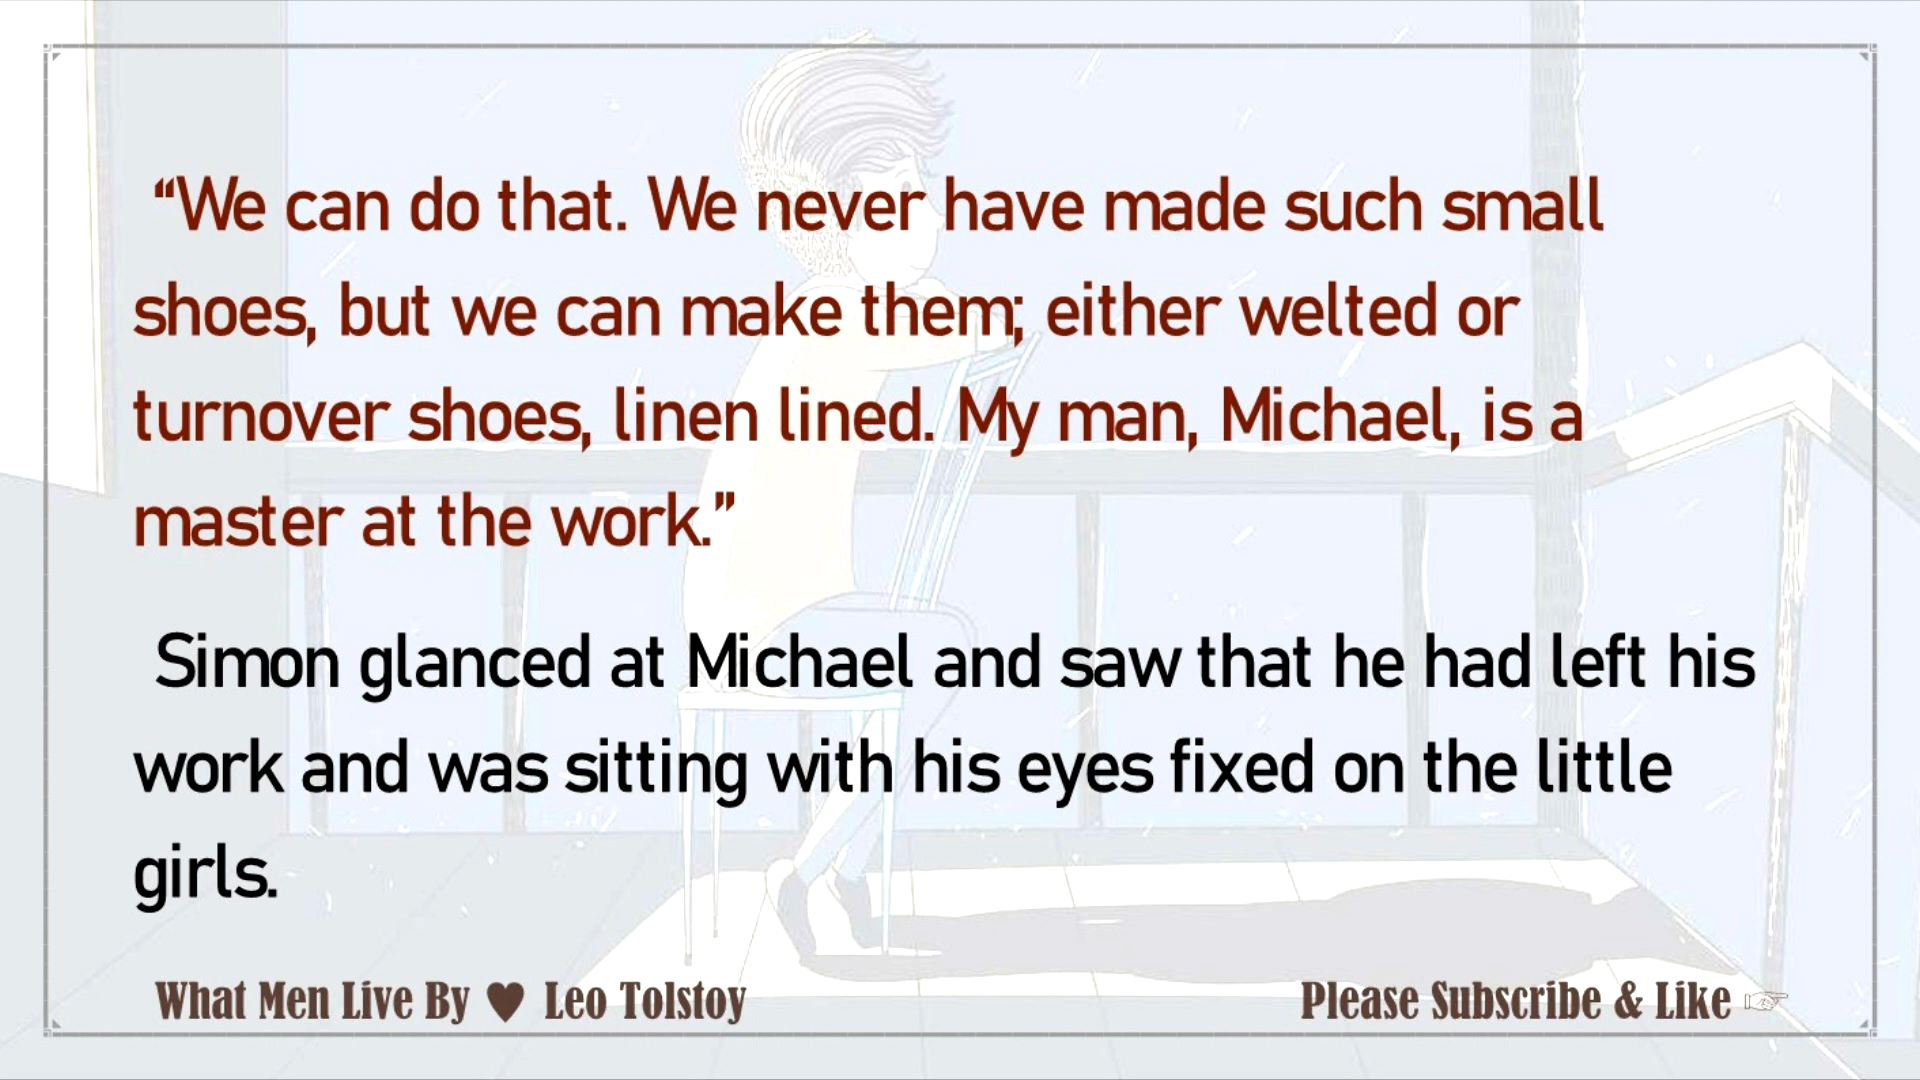 “We can do that. We never have made such small
shoes, but we can make them; either welted or
turnover shoes, linen lined. My man, Michael, is a
master at the work.”
Simon glanced at Michael and saw that he had left his
work and was sitting with his eyes fixed on the little
girls.
What Men Live By ♥ Leo Tolstoy
Please Subscribe & Like ☞